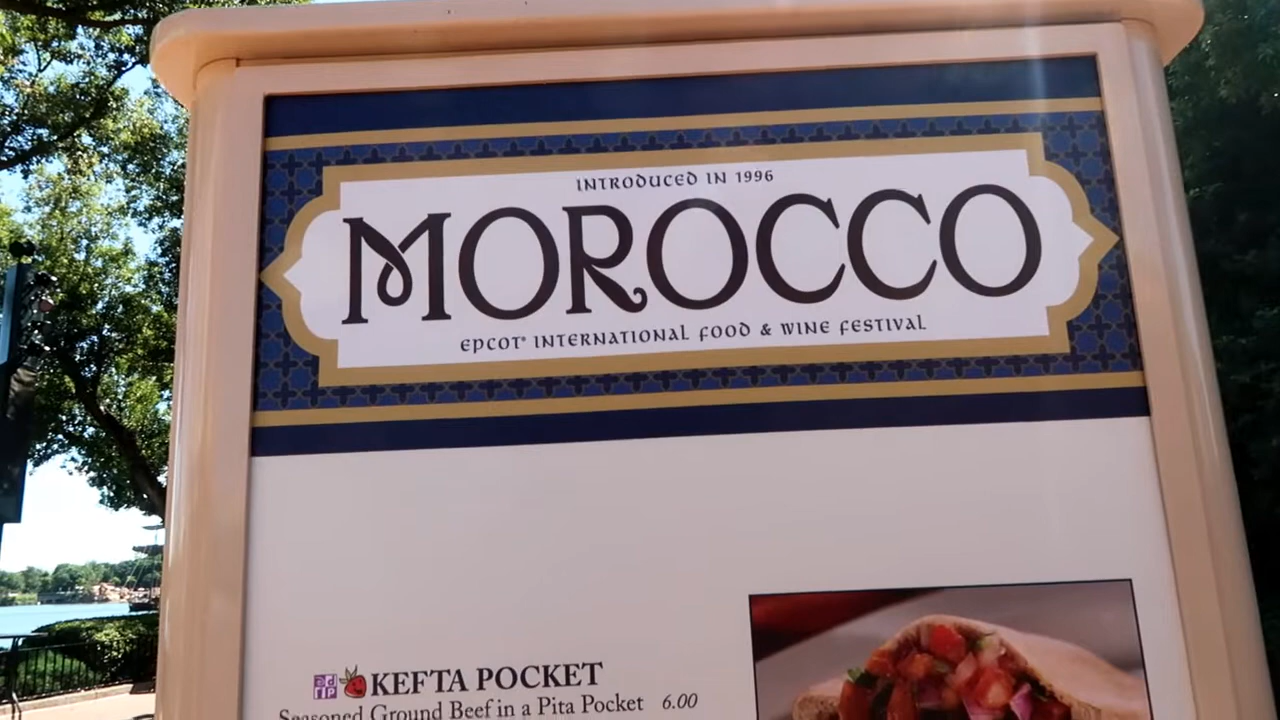 INTRODUCED IN 1996
MOROCCO
EPCOT® INTERNATIONAL FOOD & WINE FESTIVAL
KEFTA POCKET
Seasoned Ground Beef in a Pita Pocket 6.00